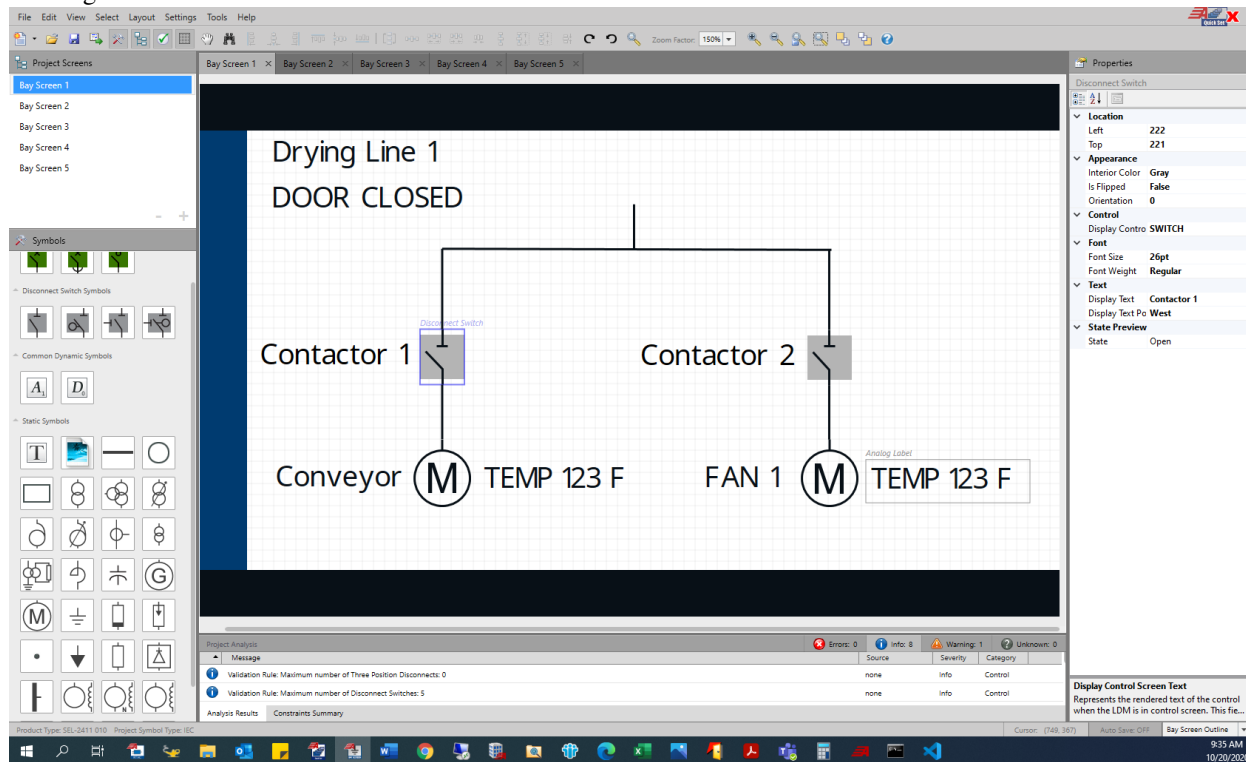 File Edit View Select Layout Settings Tools Help
Quick Set
Zoom Factor: 150%
Project Screens
Bay Screen 1
Bay Screen 2
Bay Screen 3
Bay Screen 4
Bay Screen 5
Symbols
Disconnect Switch Symbols
Common Dynamic Symbols
A1 D0
Static Symbols
T
G
M
Bay Screen 1 × Bay Screen 2 × Bay Screen 3 × Bay Screen 4 × Bay Screen 5 ×
Drying Line 1
DOOR CLOSED
Disconnect Switch
Contactor 1 Contactor 2
Analog Label
Conveyor M TEMP 123 F FAN 1 M TEMP 123 F
Project Analysis Errors: 0 Info: 8 Warning: 1 Unknown: 0
Message Source Severity Category
Validation Rule: Maximum number of Three Position Disconnects: 0 none Info Control
Validation Rule: Maximum number of Disconnect Switches: 5 none Info Control
Analysis Results Constraints Summary
Properties
Disconnect Switch
Location
Left 222
Top 221
Appearance
Interior Color Gray
Is Flipped False
Orientation 0
Control
Display Contro SWITCH
Font
Font Size 26pt
Font Weight Regular
Text
Display Text Contactor 1
Display Text Po West
State Preview
State Open
Display Control Screen Text
Represents the rendered text of the control
when the LDM is in control screen. This fie...
Product Type: SEL-2411 010 Project Symbol Type: IEC Cursor: (749, 367) Auto Save: OFF Bay Screen Outline
9:35 AM
10/20/202